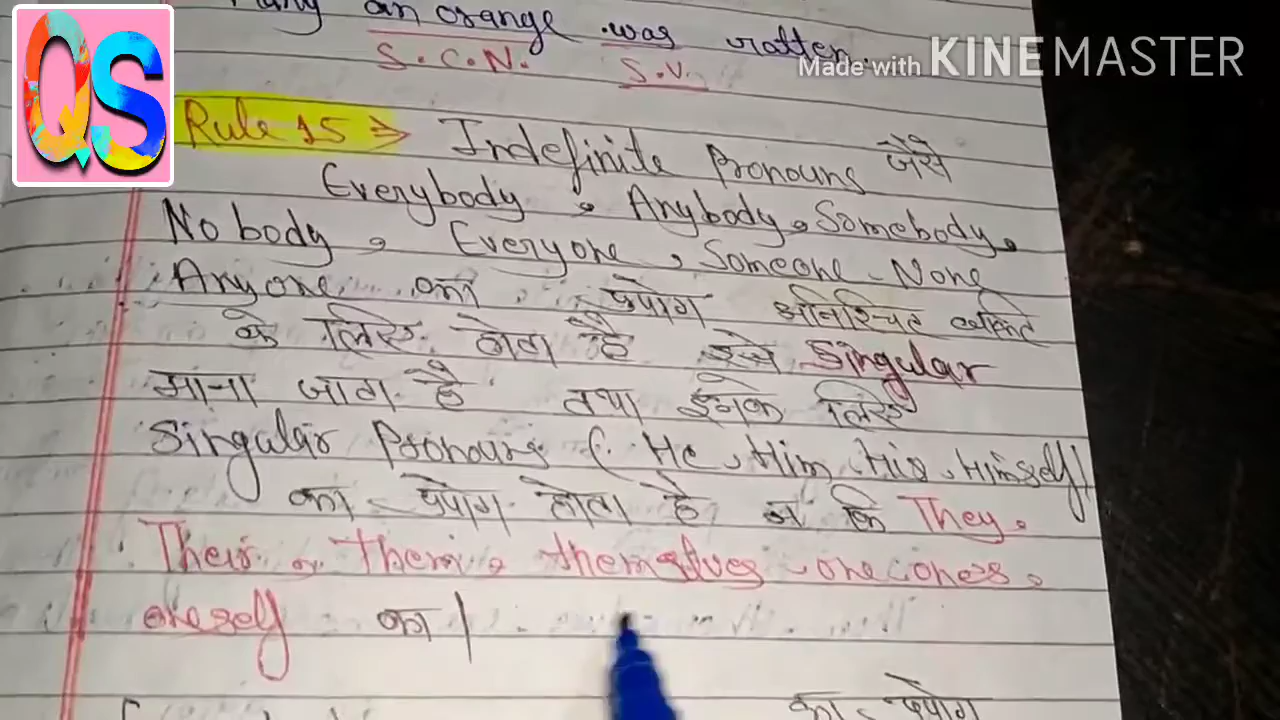 many an orange was rotten.
S.C.N. S.V.
Made with KINEMASTER
QS
Rule 15 ⇒ Indefinite Pronouns जैसे
Everybody, Anybody, Somebody,
Nobody, Everyone, Someone - None
Anyone का प्रयोग अनिश्चित व्यक्ति
के लिए होता है इसे Singular
माना जाता है तथा इनके लिए
Singular Pronouns (He, Him, His, Himself)
का प्रयोग होता है न कि They,
Their, Them, themselves - one, one's,
oneself का।
का प्रयोग